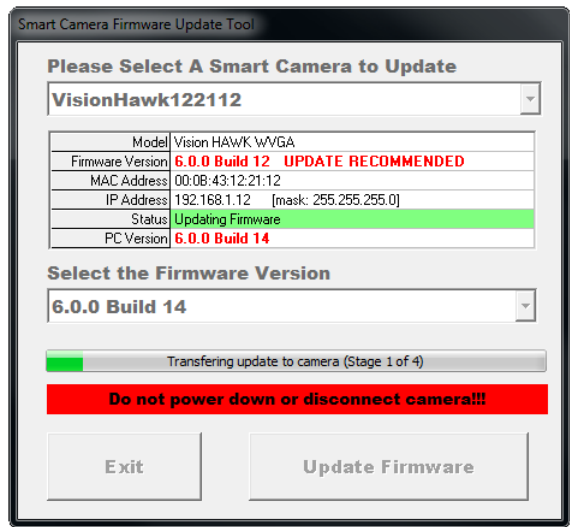 Smart Camera Firmware Update Tool
Please Select A Smart Camera to Update
VisionHawk122112
Model Vision HAWK WVGA
Firmware Version 6.0.0 Build 12 UPDATE RECOMMENDED
MAC Address 00:0B:43:12:21:12
IP Address 192.168.1.12 [mask: 255.255.255.0]
Status Updating Firmware
PC Version 6.0.0 Build 14
Select the Firmware Version
6.0.0 Build 14
Transfering update to camera (Stage 1 of 4)
Do not power down or disconnect camera!!!
Exit
Update Firmware